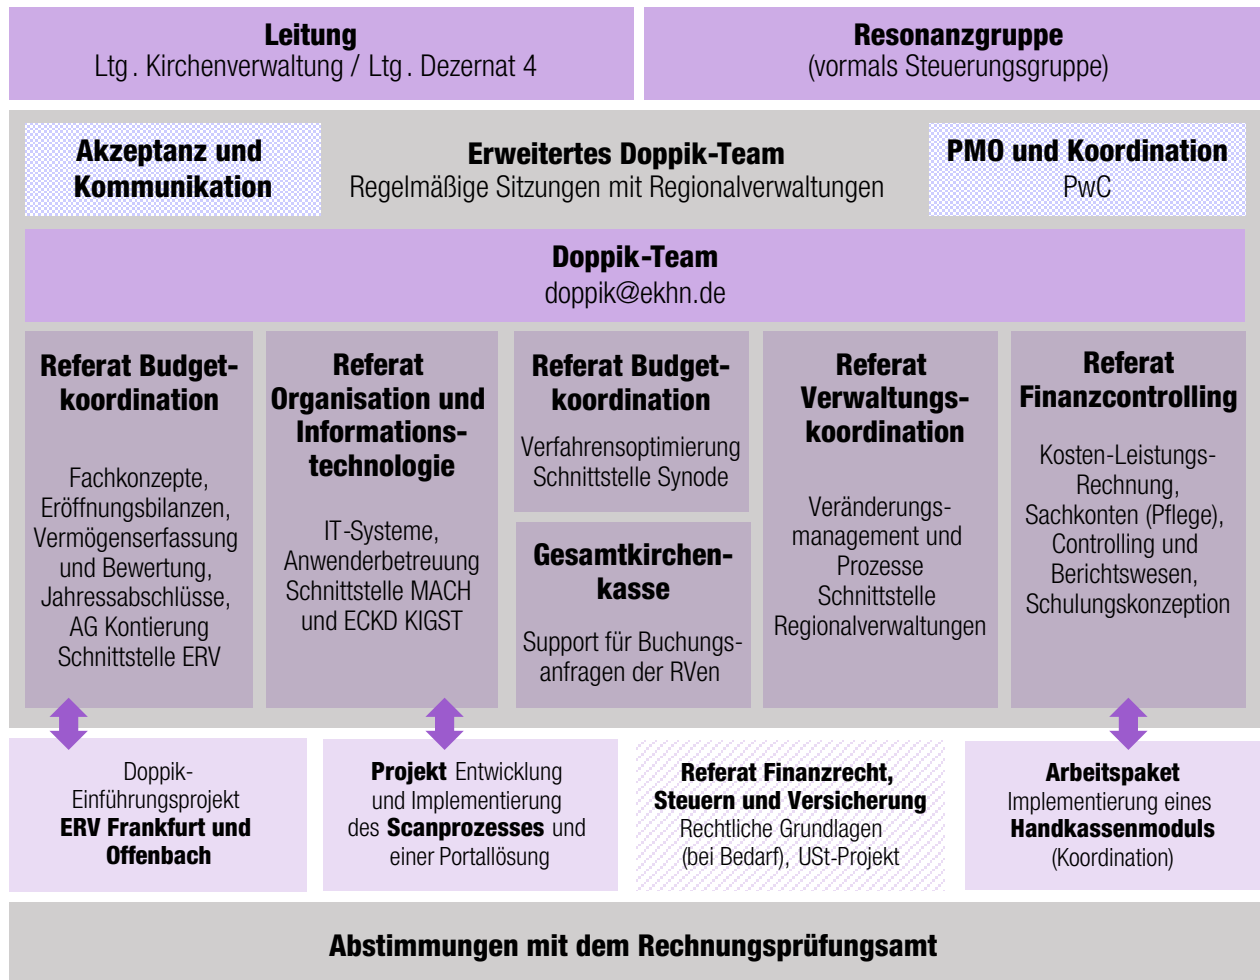 Leitung
Ltg. Kirchenverwaltung / Ltg. Dezernat 4
Resonanzgruppe
(vormals Steuerungsgruppe)
Akzeptanz und
Kommunikation
Erweitertes Doppik-Team
Regelmäßige Sitzungen mit Regionalverwaltungen
PMO und Koordination
PwC
Doppik-Team
doppik@ekhn.de
Referat Budget-
koordination
Fachkonzepte,
Eröffnungsbilanzen,
Vermögenserfassung
und Bewertung,
Jahressabschlüsse,
AG Kontierung
Schnittstelle ERV
Referat
Organisation und
Informations-
technologie
IT-Systeme,
Anwenderbetreuung
Schnittstelle MACH
und ECKD KIGST
Referat Budget-
koordination
Verfahrensoptimierung
Schnittstelle Synode
Gesamtkirchen-
kasse
Support für Buchungs-
anfragen der RVen
Referat
Verwaltungs-
koordination
Veränderungs-
management und
Prozesse
Schnittstelle
Regionalverwaltungen
Referat
Finanzcontrolling
Kosten-Leistungs-
Rechnung,
Sachkonten (Pflege),
Controlling und
Berichtswesen,
Schulungskonzeption
Doppik-
Einführungsprojekt
ERV Frankfurt und
Offenbach
Projekt Entwicklung
und Implementierung
des Scanprozesses und
einer Portallösung
Referat Finanzrecht,
Steuern und Versicherung
Rechtliche Grundlagen
(bei Bedarf), USt-Projekt
Arbeitspaket
Implementierung eines
Handkassenmoduls
(Koordination)
Abstimmungen mit dem Rechnungsprüfungsamt